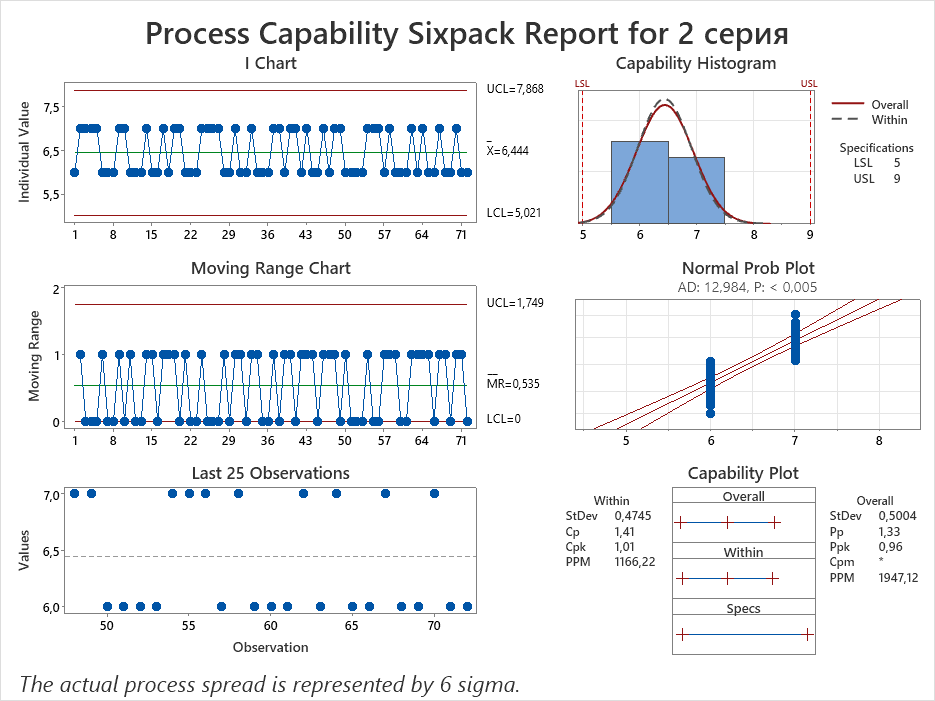 Process Capability Sixpack Report for 2 серия
I Chart
Individual Value
7,5
6,5
5,5
UCL=7,868
_
X=6,444
LCL=5,021
1 8 15 22 29 36 43 50 57 64 71
Capability Histogram
LSL USL
5 6 7 8 9
Overall
Within
Specifications
LSL 5
USL 9
Moving Range Chart
Moving Range
2
1
0
UCL=1,749
__
MR=0,535
LCL=0
1 8 15 22 29 36 43 50 57 64 71
Normal Prob Plot
AD: 12,984, P: < 0,005
5 6 7 8
Last 25 Observations
Values
7,0
6,5
6,0
50 55 60 65 70
Observation
Capability Plot
Within
StDev 0,4745
Cp 1,41
Cpk 1,01
PPM 1166,22
Overall
Within
Specs
Overall
StDev 0,5004
Pp 1,33
Ppk 0,96
Cpm *
PPM 1947,12
The actual process spread is represented by 6 sigma.